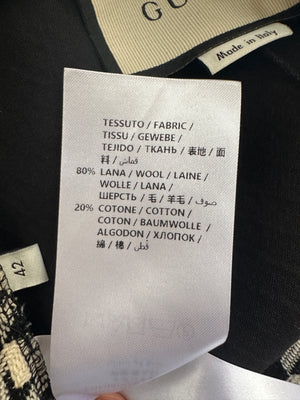 GU
Made in Italy
TESSUTO / FABRIC /
TISSU / GEWEBE /
TEJIDO / ТКАНЬ / 表地 / 面
料 / قماش /
80% LANA / WOOL / LAINE /
WOLLE / LANA /
ШЕРСТЬ / 毛 / 羊毛 / صوف /
20% COTONE / COTTON /
COTON / BAUMWOLLE /
ALGODON / ХЛОПОК /
綿 / 棉 / قُطن /
42